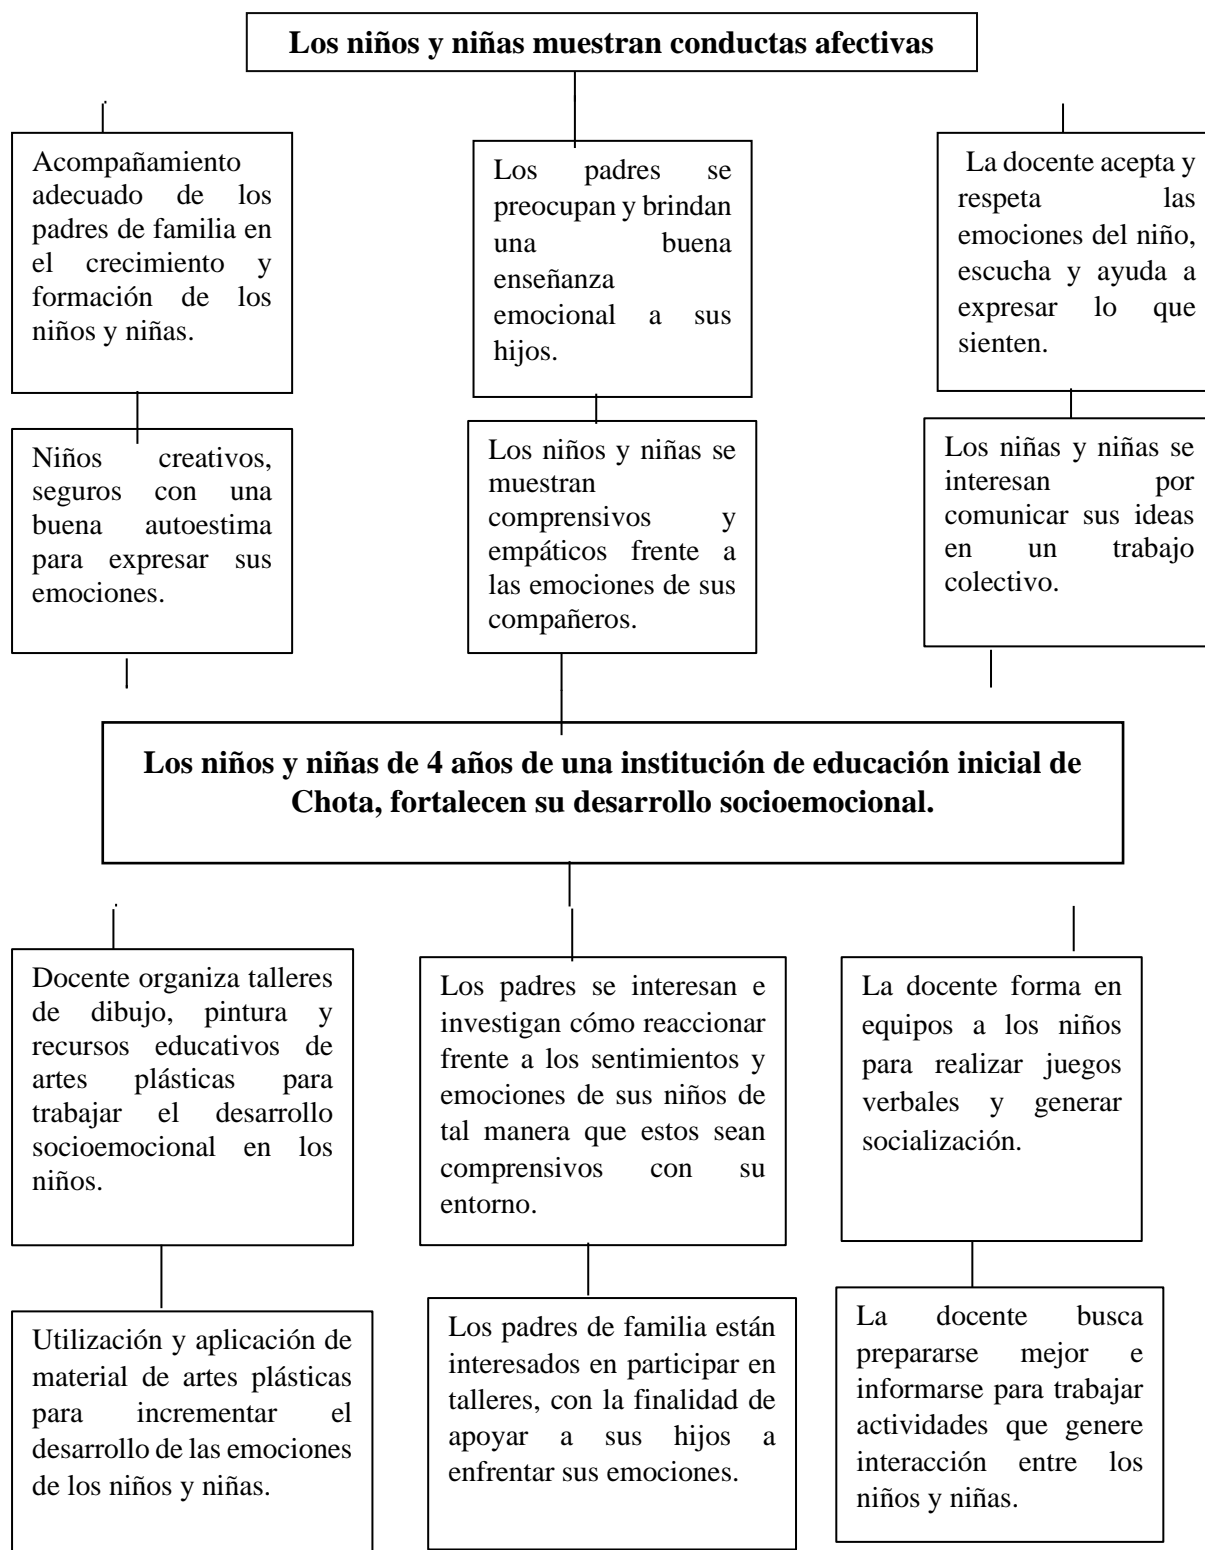 Los niños y niñas muestran conductas afectivas
Acompañamiento
adecuado de los
padres de familia en
el crecimiento y
formación de los
niños y niñas.
Los padres se
preocupan y brindan
una buena
enseñanza
emocional a sus
hijos.
La docente acepta y
respeta las
emociones del niño,
escucha y ayuda a
expresar lo que
sienten.
Niños creativos,
seguros con una
buena autoestima
para expresar sus
emociones.
Los niños y niñas se
muestran
comprensivos y
empáticos frente a
las emociones de sus
compañeros.
Los niñas y niñas se
interesan por
comunicar sus ideas
en un trabajo
colectivo.
Los niños y niñas de 4 años de una institución de educación inicial de
Chota, fortalecen su desarrollo socioemocional.
Docente organiza talleres
de dibujo, pintura y
recursos educativos de
artes plásticas para
trabajar el desarrollo
socioemocional en los
niños.
Los padres se interesan e
investigan cómo reaccionar
frente a los sentimientos y
emociones de sus niños de
tal manera que estos sean
comprensivos con su
entorno.
La docente forma en
equipos a los niños
para realizar juegos
verbales y generar
socialización.
Utilización y aplicación de
material de artes plásticas
para incrementar el
desarrollo de las emociones
de los niños y niñas.
Los padres de familia están
interesados en participar en
talleres, con la finalidad de
apoyar a sus hijos a
enfrentar sus emociones.
La docente busca
prepararse mejor e
informarse para trabajar
actividades que genere
interacción entre los
niños y niñas.